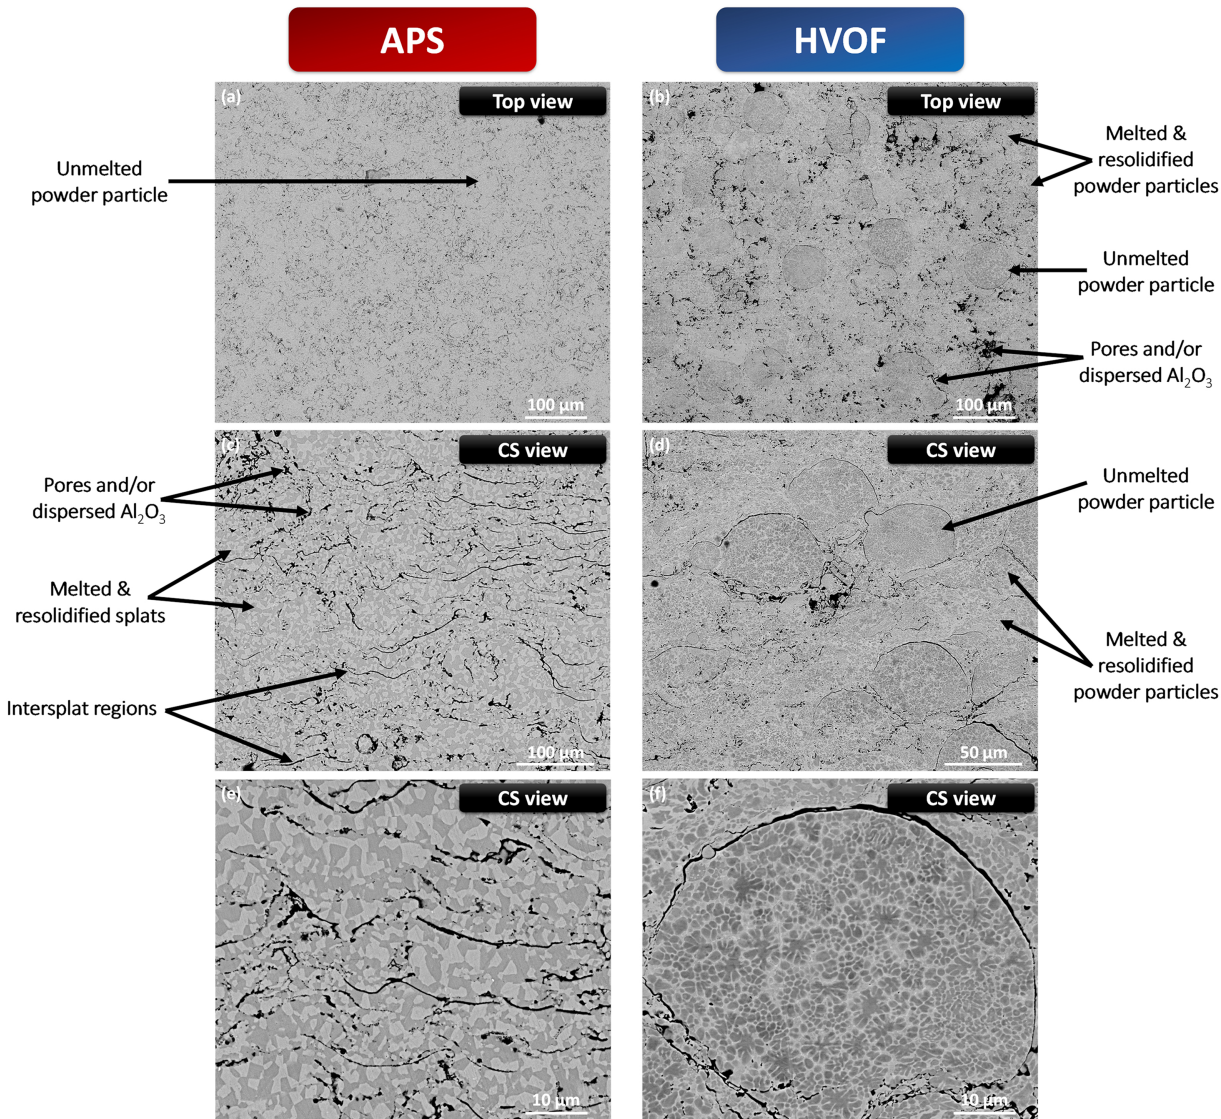 APS
HVOF
(a)
Top view
(b)
Top view
Unmelted
powder particle
Melted &
resolidified
powder particles
Unmelted
powder particle
Pores and/or
dispersed Al₂O₃
100 µm
100 µm
(c)
CS view
(d)
CS view
Pores and/or
dispersed Al₂O₃
Melted &
resolidified splats
Intersplat regions
Unmelted
powder particle
Melted &
resolidified
powder particles
100 µm
50 µm
(e)
CS view
(f)
CS view
10 µm
10 µm